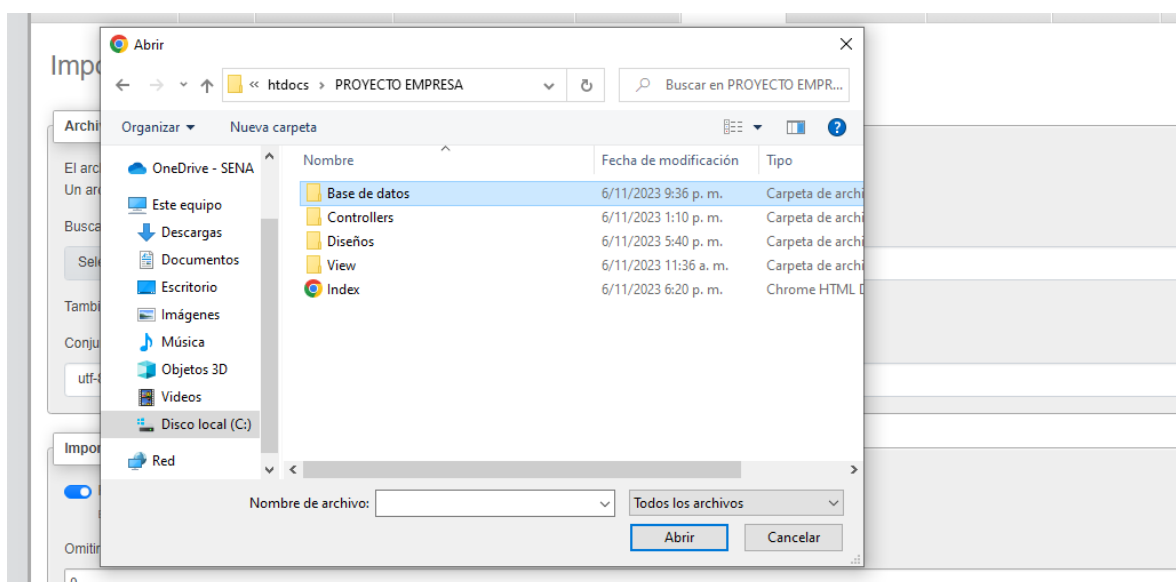 Abrir
Impo
htdocs PROYECTO EMPRESA
Buscar en PROYECTO EMPR...
Organizar Nueva carpeta
Archi
El arc
Un arc
Busca
Sele
Tambi
Conju
utf-8
Impor
Omitir
0
OneDrive - SENA
Este equipo
Descargas
Documentos
Escritorio
Imágenes
Música
Objetos 3D
Videos
Disco local (C:)
Red
Nombre Fecha de modificación Tipo
Base de datos 6/11/2023 9:36 p. m. Carpeta de archi
Controllers 6/11/2023 1:10 p. m. Carpeta de archi
Diseños 6/11/2023 5:40 p. m. Carpeta de archi
View 6/11/2023 11:36 a. m. Carpeta de archi
Index 6/11/2023 6:20 p. m. Chrome HTML D
Nombre de archivo: Todos los archivos
Abrir Cancelar